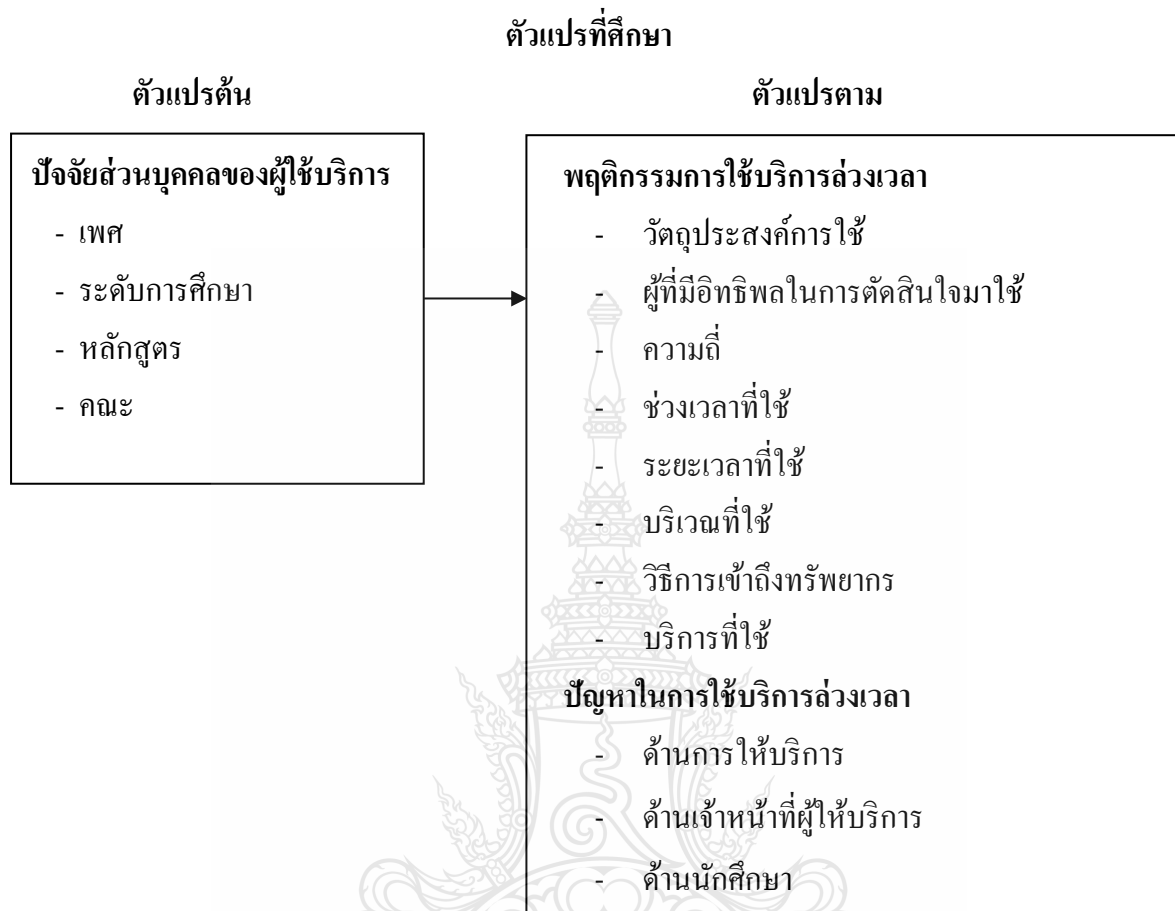 ตัวแปรที่ศึกษา
ตัวแปรต้น
ตัวแปรตาม
ปัจจัยส่วนบุคคลของผู้ใช้บริการ
- เพศ
- ระดับการศึกษา
- หลักสูตร
- คณะ
พฤติกรรมการใช้บริการล่วงเวลา
- วัตถุประสงค์การใช้
- ผู้ที่มีอิทธิพลในการตัดสินใจมาใช้
- ความถี่
- ช่วงเวลาที่ใช้
- ระยะเวลาที่ใช้
- บริเวณที่ใช้
- วิธีการเข้าถึงทรัพยากร
- บริการที่ใช้
ปัญหาในการใช้บริการล่วงเวลา
- ด้านการให้บริการ
- ด้านเจ้าหน้าที่ผู้ให้บริการ
- ด้านนักศึกษา